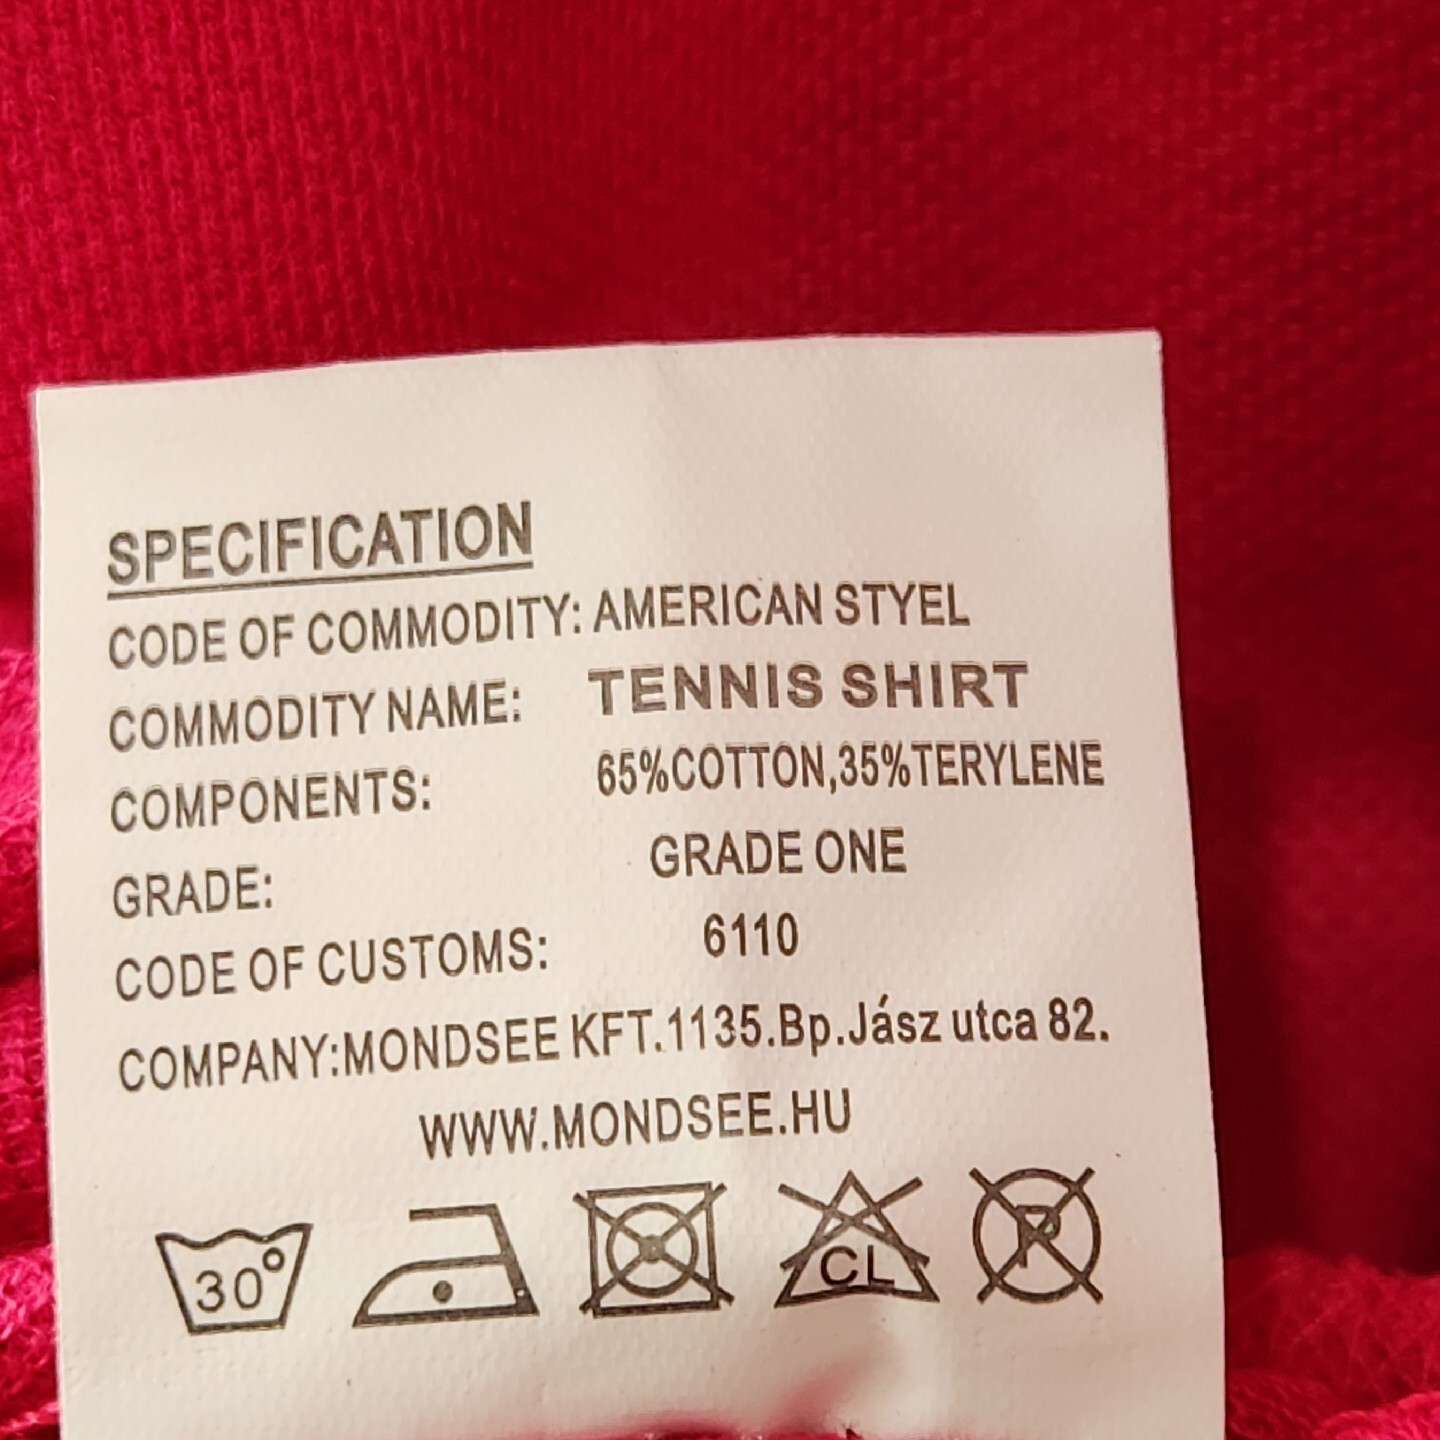 SPECIFICATION
CODE OF COMMODITY: AMERICAN STYEL
COMMODITY NAME: TENNIS SHIRT
COMPONENTS: 65%COTTON,35%TERYLENE
GRADE: GRADE ONE
CODE OF CUSTOMS: 6110
COMPANY:MONDSEE KFT.1135.Bp.Jász utca 82.
WWW.MONDSEE.HU
30° CL P